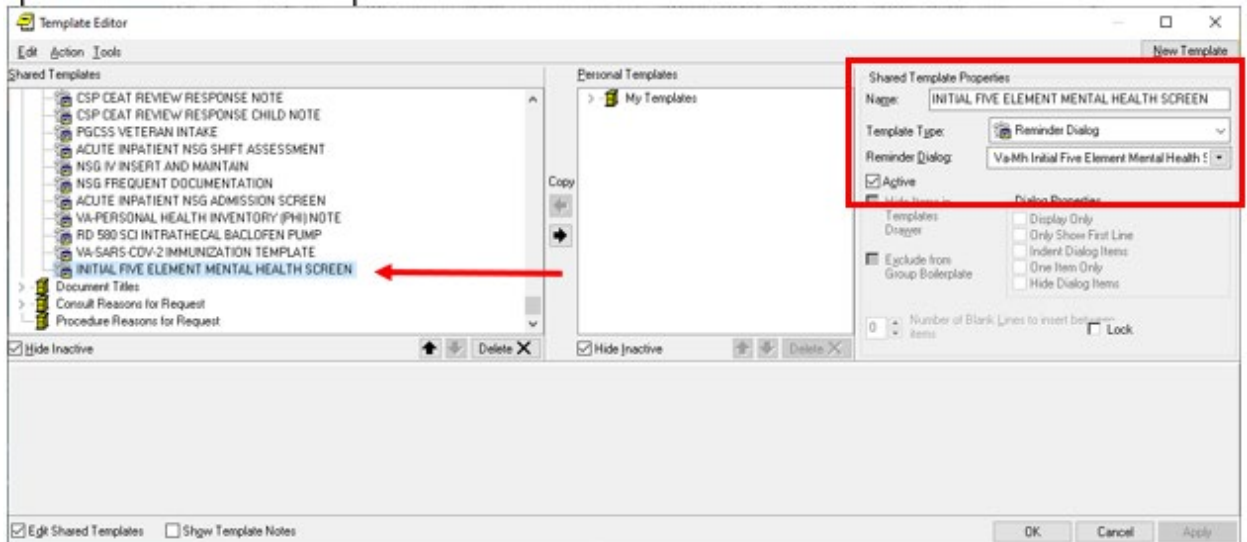 Template Editor
Edit Action Tools
New Template
Shared Templates
CSP CEAT REVIEW RESPONSE NOTE
CSP CEAT REVIEW RESPONSE CHILD NOTE
PGCSS VETERAN INTAKE
ACUTE INPATIENT NSG SHIFT ASSESSMENT
NSG IV INSERT AND MAINTAIN
NSG FREQUENT DOCUMENTATION
ACUTE INPATIENT NSG ADMISSION SCREEN
VA-PERSONAL HEALTH INVENTORY (PHI) NOTE
RD 580 SCI INTRATHECAL BACLOFEN PUMP
VA-SARS-COV-2 IMMUNIZATION TEMPLATE
INITIAL FIVE ELEMENT MENTAL HEALTH SCREEN
Document Titles
Consult Reasons for Request
Procedure Reasons for Request
Hide Inactive
Delete
Copy
Personal Templates
My Templates
Hide Inactive
Delete
Shared Template Properties
Name: INITIAL FIVE ELEMENT MENTAL HEALTH SCREEN
Template Type: Reminder Dialog
Reminder Dialog: Va-Mh Initial Five Element Mental Health S
Active
Hide Items in
Templates
Drawer
Exclude from
Group Boilerplate
Dialog Properties
Display Only
Only Show First Line
Indent Dialog Items
One Item Only
Hide Dialog Items
0 Number of Blank Lines to insert between
items
Lock
Edit Shared Templates Show Template Notes
OK Cancel Apply